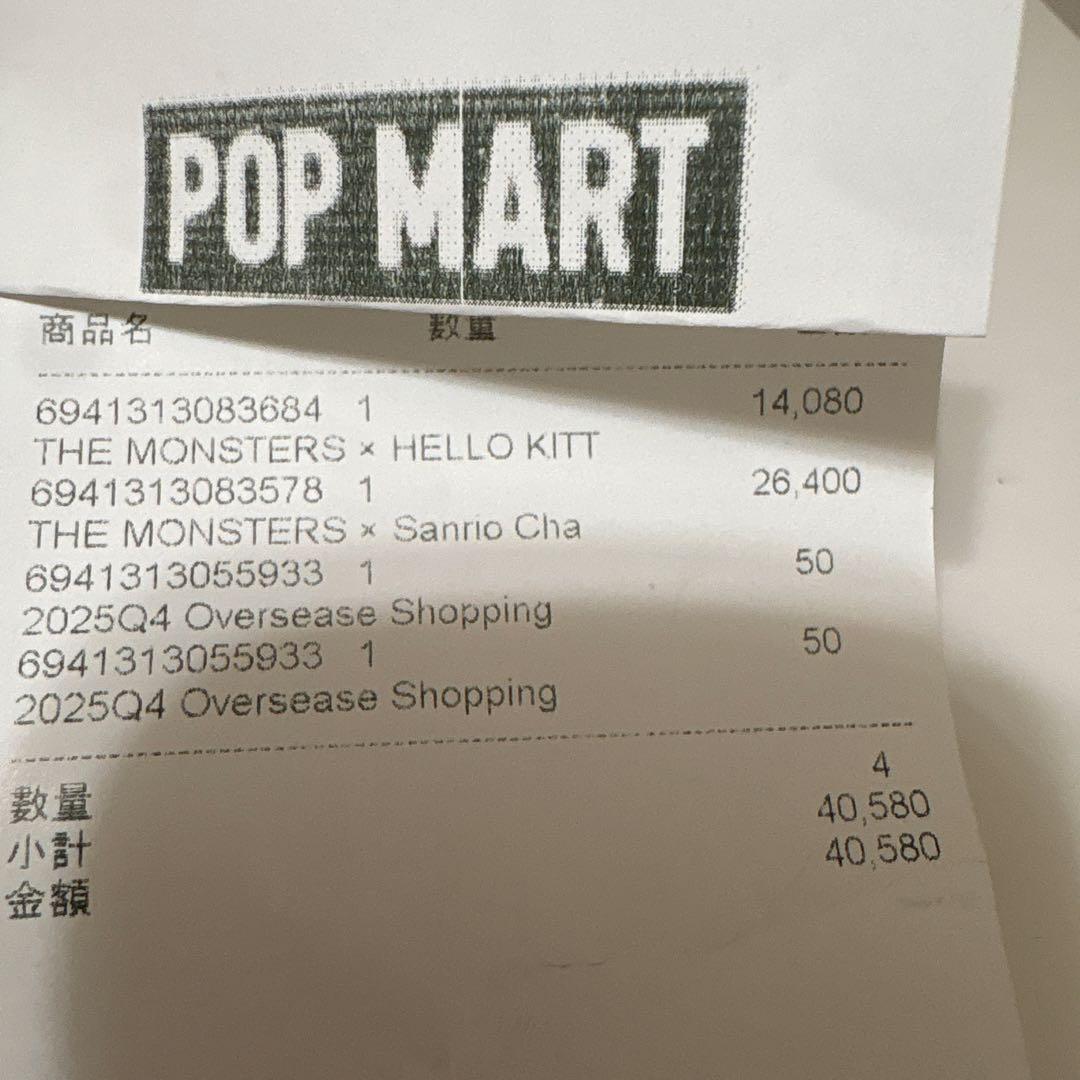 POP MART
商品名 數量
6941313083684 1 14,080
THE MONSTERS × HELLO KITT
6941313083578 1 26,400
THE MONSTERS × Sanrio Cha
6941313055933 1 50
2025Q4 Oversease Shopping
6941313055933 1 50
2025Q4 Oversease Shopping
數量 4
小計 40,580
金額 40,580